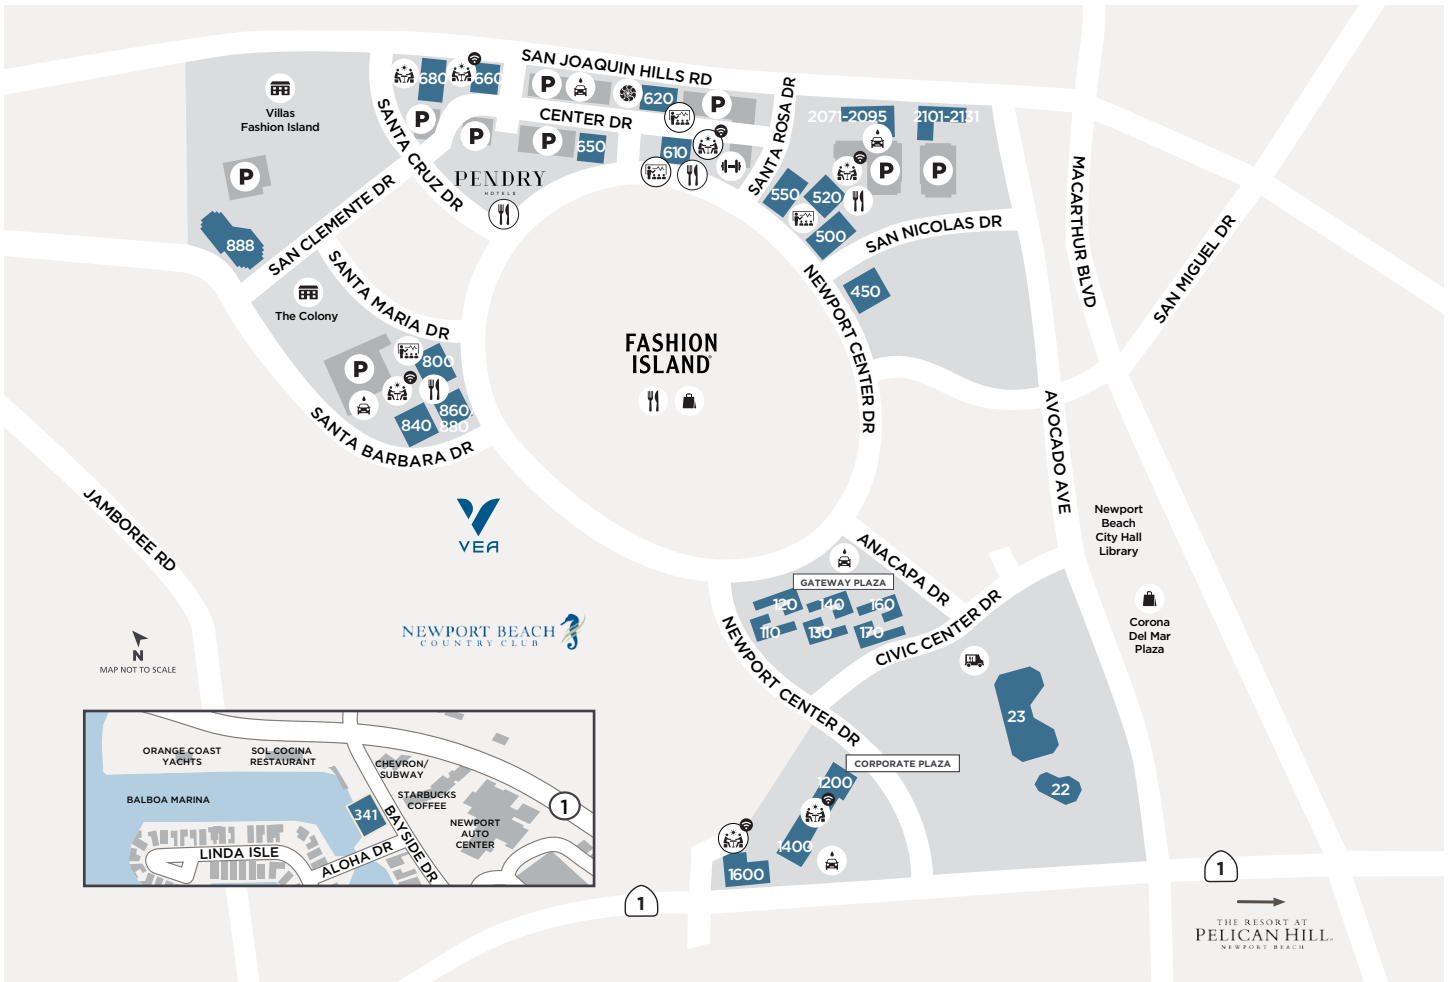 SAN JOAQUIN HILLS RD
680
660
P
620
P
2071-2095
2101-2131
Villas
Fashion Island
SANTA CRUZ DR
P
CENTER DR
SANTA ROSA DR
P
P
650
610
P
P
P
PENDRY
HOTELS
550
520
MACARTHUR BLVD
SAN CLEMENTE DR
500
SAN NICOLAS DR
888
SAN MIGUEL DR
SANTA MARIA DR
450
The Colony
NEWPORT CENTER DR
FASHION
ISLAND
800
P
860
880
840
SANTA BARBARA DR
AVOCADO AVE
JAMBOREE RD
VEA
Newport
Beach
City Hall
Library
ANACAPA DR
GATEWAY PLAZA
120
140
160
110
130
170
CIVIC CENTER DR
NEWPORT BEACH
COUNTRY CLUB
Corona
Del Mar
Plaza
N
MAP NOT TO SCALE
NEWPORT CENTER DR
23
22
CORPORATE PLAZA
1200
1400
1600
ORANGE COAST
YACHTS
SOL COCINA
RESTAURANT
CHEVRON/
SUBWAY
STARBUCKS
COFFEE
BALBOA MARINA
341
BAYSIDE DR
NEWPORT
AUTO
CENTER
1
LINDA ISLE
ALOHA DR
1
1
THE RESORT AT
PELICAN HILL
NEWPORT BEACH